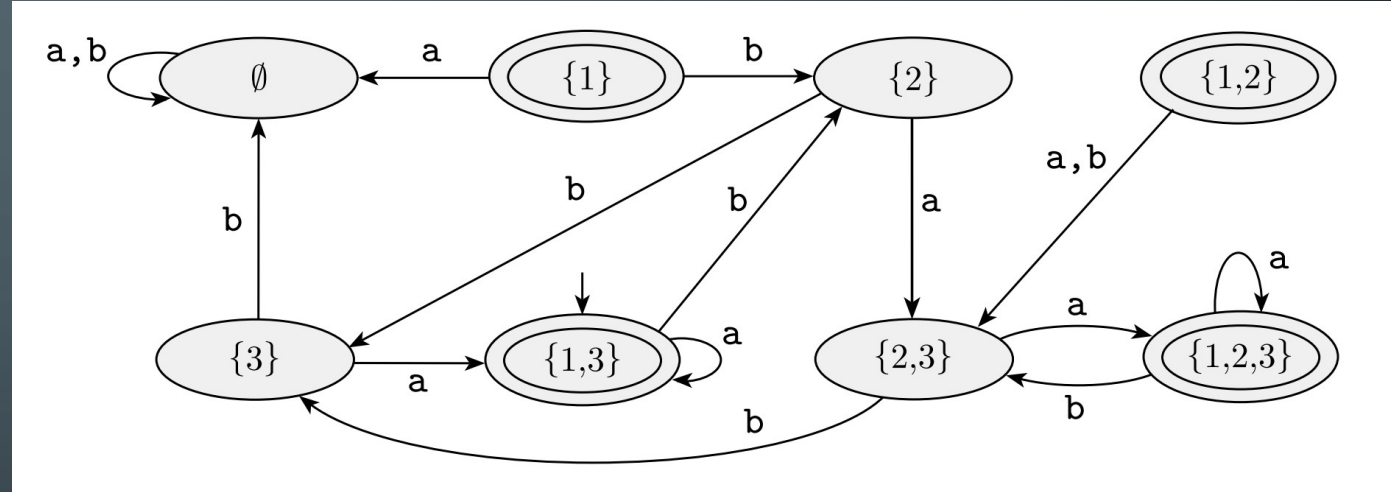 a,b ∅ a {1} b {2} {1,2}
a,b
b b a
b
{3} a {1,3} a {2,3} a {1,2,3} a
b
b